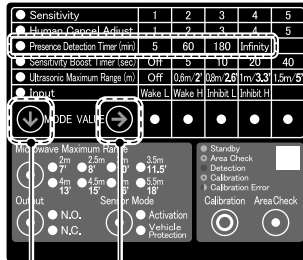 Sensitivity 1 2 3 4 5
Human Cancel Adjust 1 2 3 4 5
Presence Detection Timer (min) 5 60 180 Infinity
Sensitivity Boost Timer (sec) Off 5 10 20 40
Ultrasonic Maximum Range (m) Off 0.6m/2' 0.8m/2.6' 1m/3.3' 1.5m/5'
Input Wake L Wake H Inhibit L Inhibit H
MODE VALUE
Microwave Maximum Range
2m 7' 2.5m 8' 3m 10' 3.5m 11.5'
4m 13' 4.5m 15' 5m 16' 5.5m 18'
Output Sensor Mode
N.O. Activation
N.C. Vehicle Protection
Standby
Area Check
Detection
Calibration
Calibration Error
Calibration Area Check